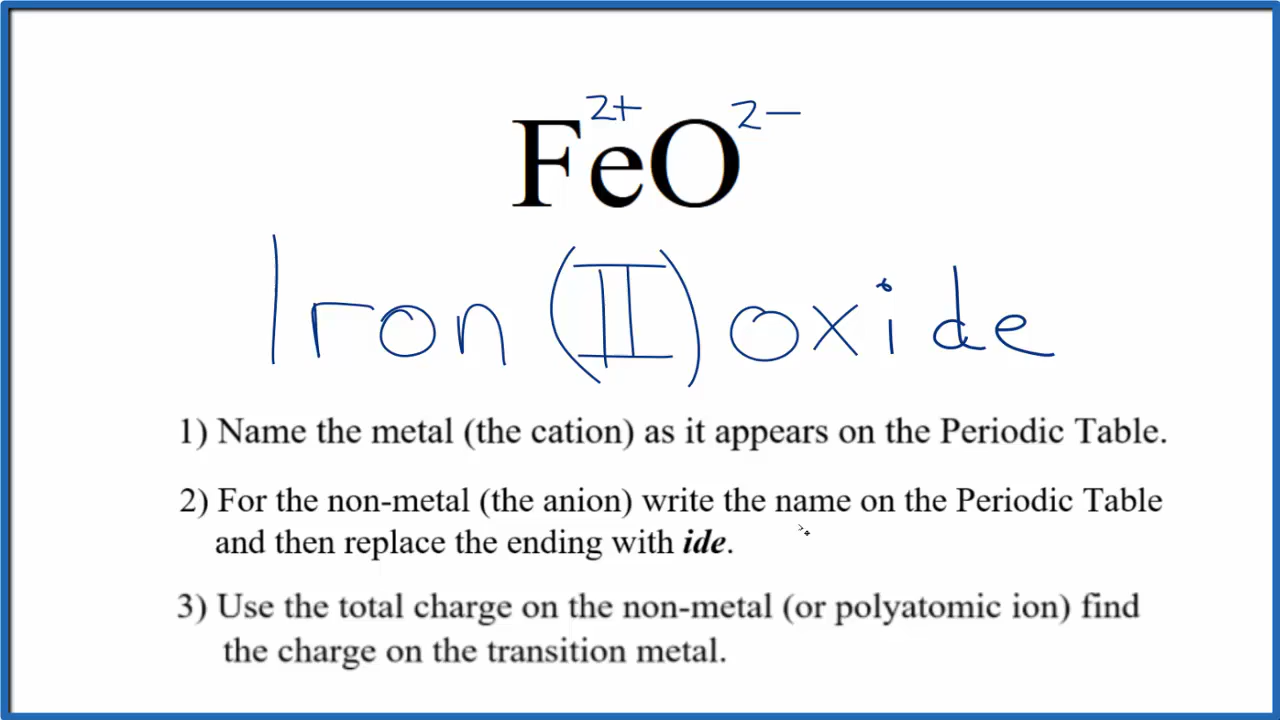 2+ 2−
FeO
Iron (II) oxide
1) Name the metal (the cation) as it appears on the Periodic Table.
2) For the non-metal (the anion) write the name on the Periodic Table
and then replace the ending with ide.
3) Use the total charge on the non-metal (or polyatomic ion) find
the charge on the transition metal.